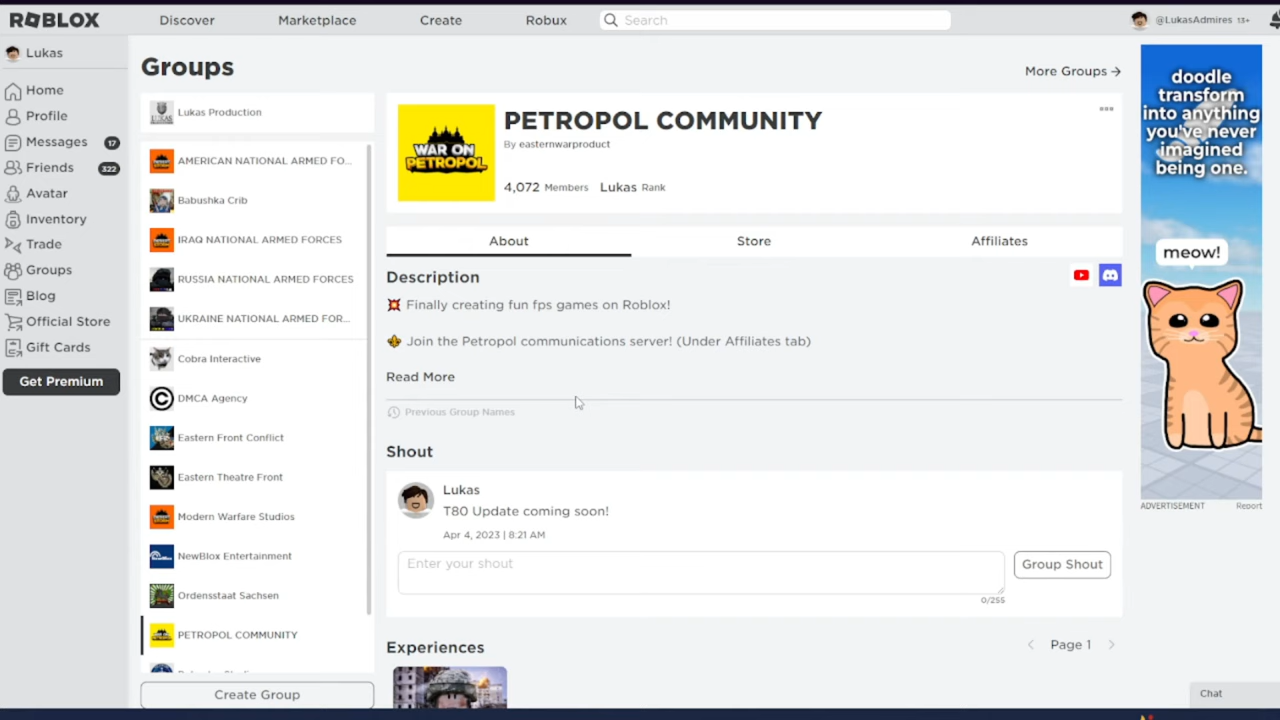 ROBLOX
Discover
Marketplace
Create
Robux
Search
@LukasAdmires 13+
Lukas
Home
Profile
Messages 17
Friends 322
Avatar
Inventory
Trade
Groups
Blog
Official Store
Gift Cards
Get Premium
Groups
More Groups →
Lukas Production
AMERICAN NATIONAL ARMED FO...
Babushka Crib
IRAQ NATIONAL ARMED FORCES
RUSSIA NATIONAL ARMED FORCES
UKRAINE NATIONAL ARMED FOR...
Cobra Interactive
DMCA Agency
Eastern Front Conflict
Eastern Theatre Front
Modern Warfare Studios
NewBlox Entertainment
Ordensstaat Sachsen
PETROPOL COMMUNITY
Create Group
WAR ON
PETROPOL
PETROPOL COMMUNITY
By easternwarproduct
4,072 Members Lukas Rank
About
Store
Affiliates
Description
💥 Finally creating fun fps games on Roblox!
⚜️ Join the Petropol communications server! (Under Affiliates tab)
Read More
Previous Group Names
Shout
Lukas
T80 Update coming soon!
Apr 4, 2023 | 8:21 AM
Enter your shout
Group Shout
0/255
Experiences
Page 1
doodle
transform
into anything
you've never
imagined
being one.
meow!
ADVERTISEMENT
Report
Chat